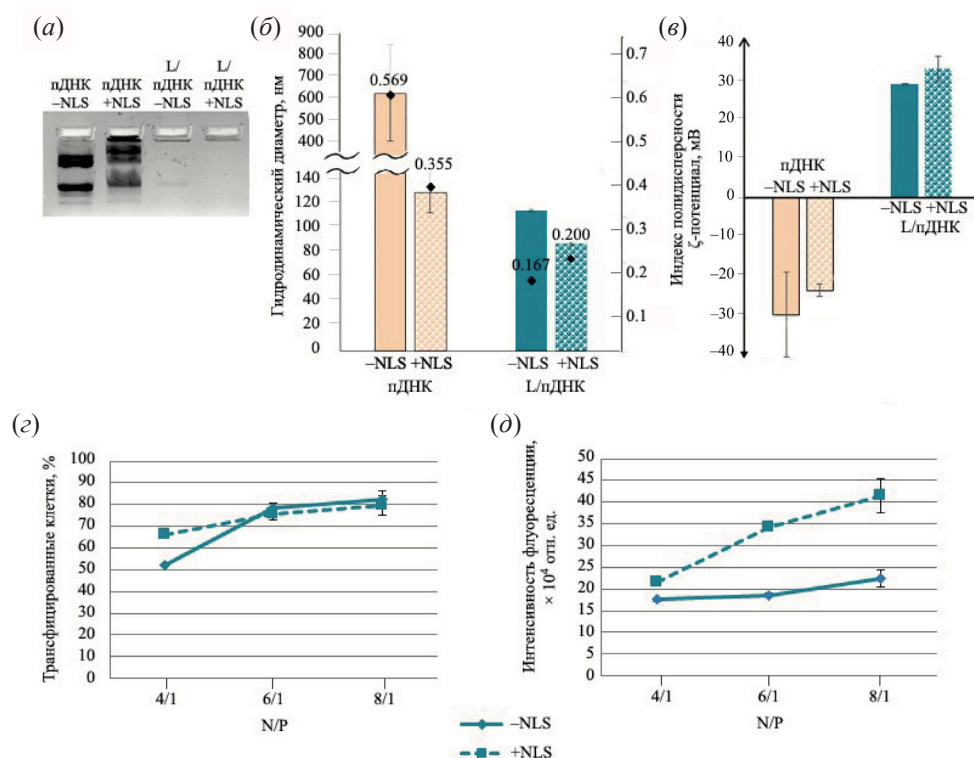 (а)
пДНК –NLS
пДНК +NLS
L/ пДНК –NLS
L/ пДНК +NLS
(б)
Гидродинамический диаметр, нм
900
800
700
600
500
400
140
120
100
80
60
40
20
0
0.569
0.355
0.167
0.200
0.7
0.6
0.5
0.4
0.3
0.2
0.1
–NLS +NLS
пДНК
–NLS +NLS
L/пДНК
Индекс полидисперсности
(в)
ζ-потенциал, мВ
40
30
20
10
0
–10
–20
–30
–40
пДНК
–NLS +NLS
–NLS +NLS
L/пДНК
(г)
Трансфицированные клетки, %
100
90
80
70
60
50
40
30
20
10
0
4/1 6/1 8/1
N/P
(д)
Интенсивность флуоресценции,
× 10⁴ отн. ед.
50
45
40
35
30
25
20
15
10
5
0
4/1 6/1 8/1
N/P
–NLS
+NLS